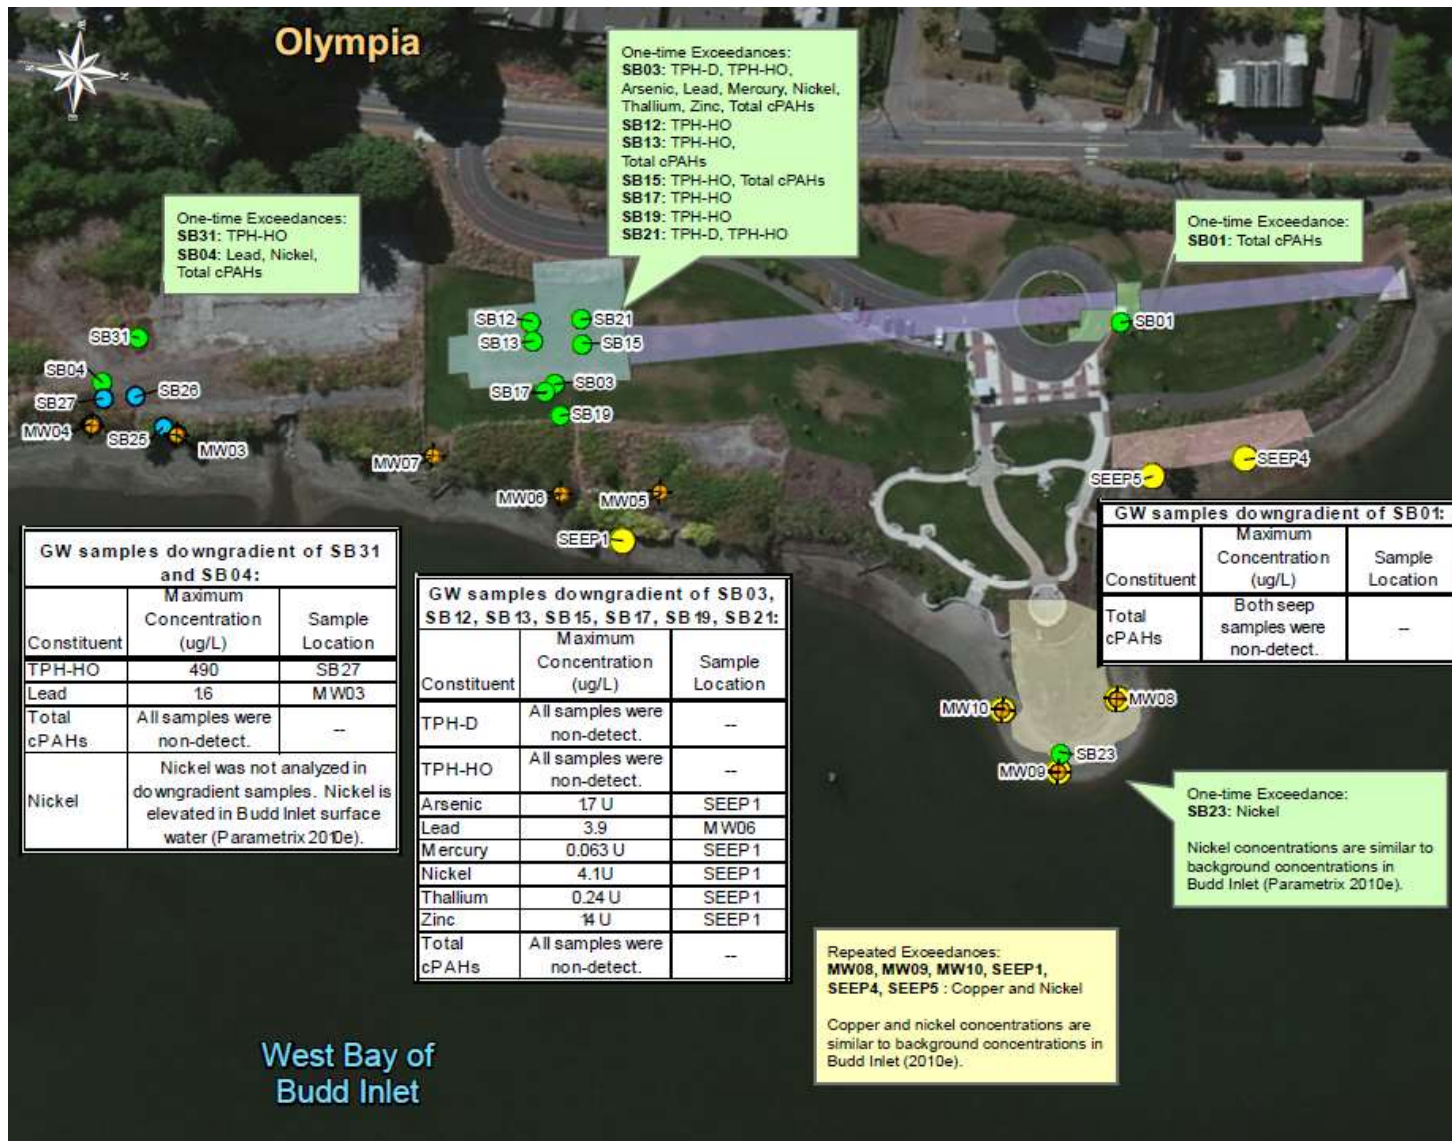 Olympia
One-time Exceedances:
SB03: TPH-D, TPH-HO,
Arsenic, Lead, Mercury, Nickel,
Thallium, Zinc, Total cPAHs
SB12: TPH-HO
SB13: TPH-HO,
Total cPAHs
SB15: TPH-HO, Total cPAHs
SB17: TPH-HO
SB19: TPH-HO
SB21: TPH-D, TPH-HO
One-time Exceedances:
SB31: TPH-HO
SB04: Lead, Nickel,
Total cPAHs
One-time Exceedance:
SB01: Total cPAHs
SB12
SB21
SB13
SB15
SB01
SB31
SB04
SB03
SB17
SB26
SB27
SB19
MW04
SB25
MW03
MW07
SEEP4
SEEP5
MW06
MW05
SEEP1
GW samples downgradient of SB31
and SB04:
Constituent
Maximum
Concentration
(ug/L)
Sample
Location
TPH-HO 490 SB27
Lead 1.6 MW03
Total
cPAHs
All samples were
non-detect.
--
Nickel
Nickel was not analyzed in
downgradient samples. Nickel is
elevated in Budd Inlet surface
water (Parametrix 2010e).
GW samples downgradient of SB03,
SB12, SB13, SB15, SB17, SB19, SB21:
Constituent
Maximum
Concentration
(ug/L)
Sample
Location
TPH-D
All samples were
non-detect.
--
TPH-HO
All samples were
non-detect.
--
Arsenic 1.7 U SEEP1
Lead 3.9 MW06
Mercury 0.063 U SEEP1
Nickel 4.1U SEEP1
Thallium 0.24 U SEEP1
Zinc 14 U SEEP1
Total
cPAHs
All samples were
non-detect.
--
GW samples downgradient of SB01:
Constituent
Maximum
Concentration
(ug/L)
Sample
Location
Total
cPAHs
Both seep
samples were
non-detect.
--
MW10
MW08
SB23
MW09
One-time Exceedance:
SB23: Nickel
Nickel concentrations are similar to
background concentrations in
Budd Inlet (Parametrix 2010e).
Repeated Exceedances:
MW08, MW09, MW10, SEEP1,
SEEP4, SEEP5 : Copper and Nickel
Copper and nickel concentrations are
similar to background concentrations in
Budd Inlet (2010e).
West Bay of
Budd Inlet